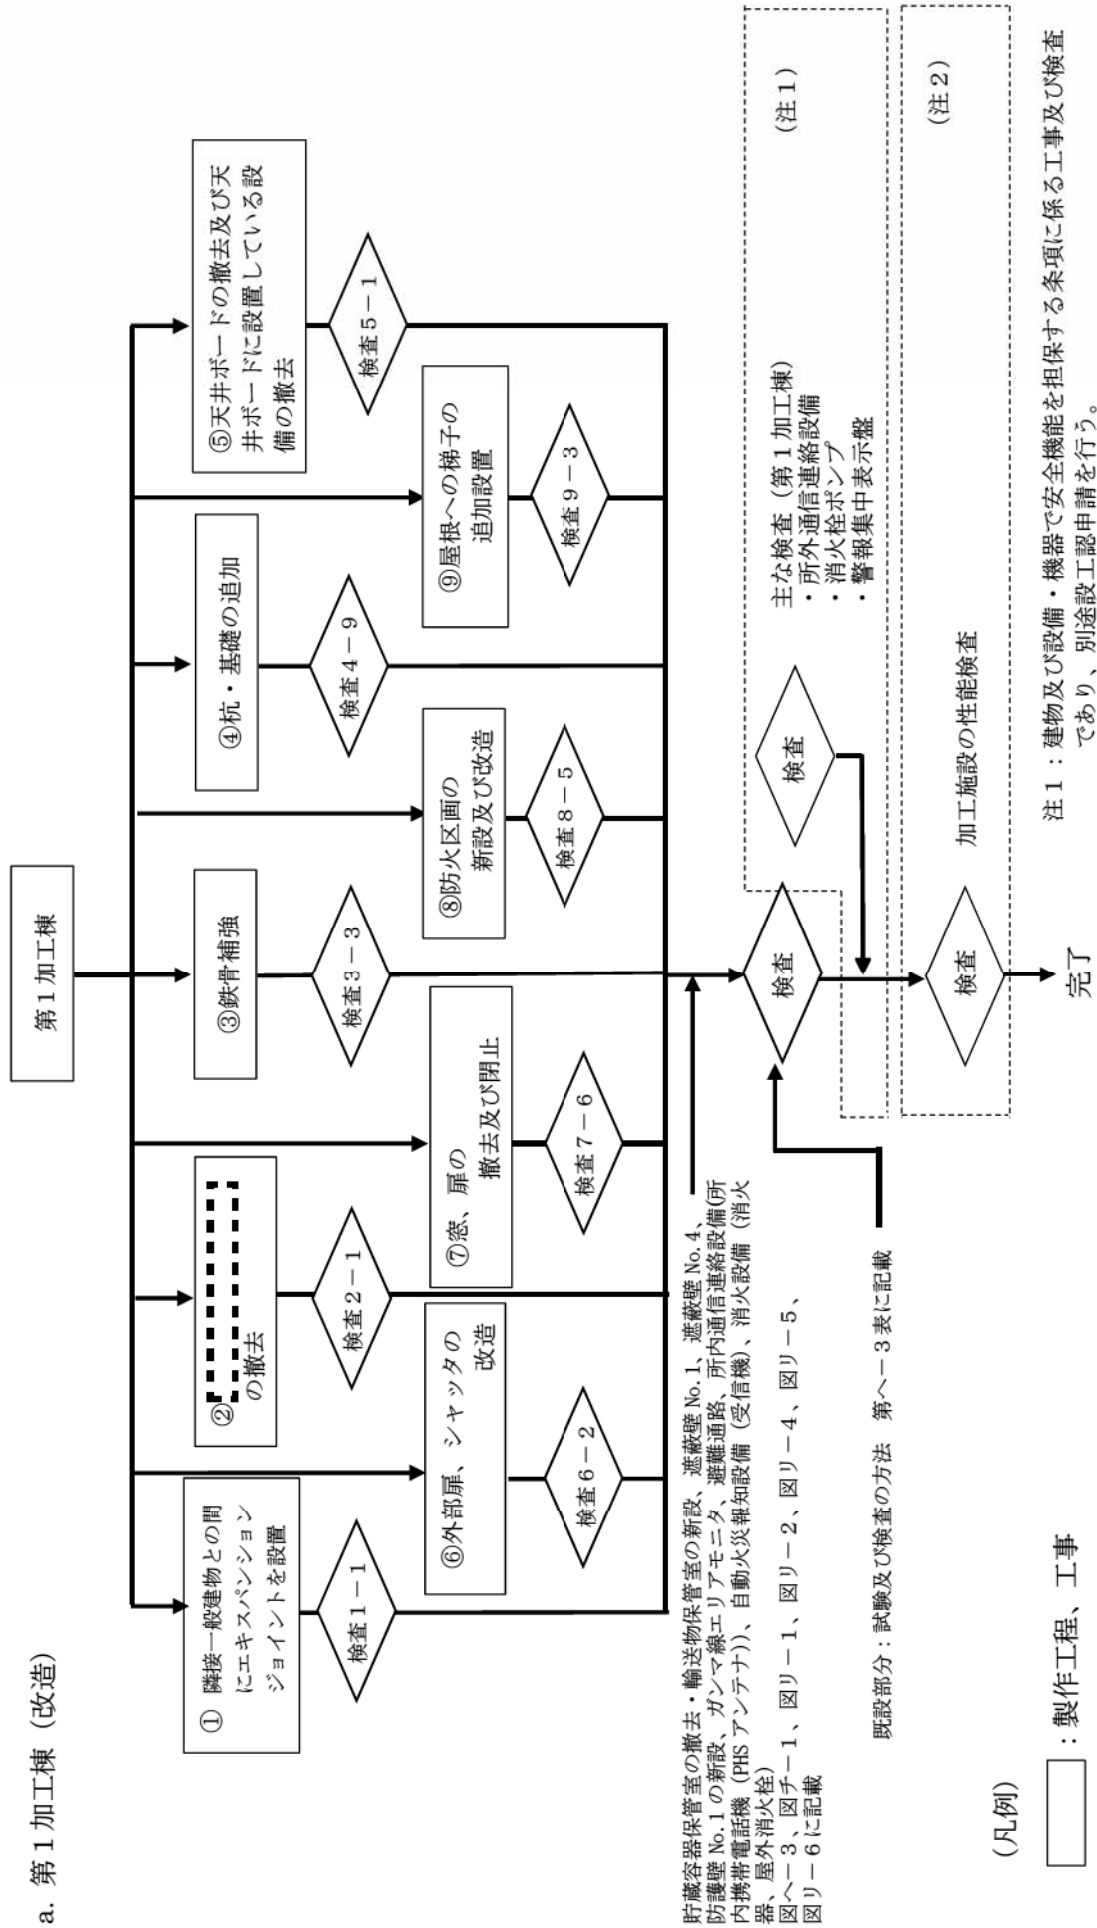 a. 第1加工棟（改造）
第1加工棟
① 隣接一般建物との間
にエキスパンション
ジョイントを設置
検査1－1
②
の撤去
検査2－1
③鉄骨補強
検査3－3
④杭・基礎の追加
検査4－9
⑤天井ボードの撤去及び天
井ボードに設置している設
備の撤去
検査5－1
⑥外部扉、シャッタの
改造
検査6－2
⑦窓、扉の
撤去及び閉止
検査7－6
⑧防火区画の
新設及び改造
検査8－5
⑨屋根への梯子の
追加設置
検査9－3
貯蔵容器保管室の撤去・輸送物保管室の新設、遮蔽壁 No.1、遮蔽壁 No.4、
防護壁 No.1 の新設、ガンマ線エリアモニタ、避難通路、所内通信連絡設備(所
内携帯電話機（PHS アンテナ))、自動火災報知設備（受信機）、消火設備（消火
器、屋外消火栓）
図へ－3、図チ－1、図リ－1、図リ－2、図リ－4、図リ－5、
図リ－6に記載
検査
既設部分：試験及び検査の方法　第へ－3表に記載
主な検査（第1加工棟）
・所外通信連絡設備
・消火栓ポンプ
・警報集中表示盤
（注1）
検査
検査
加工施設の性能検査
（注2）
完了
注1：建物及び設備・機器で安全機能を担保する条項に係る工事及び検査
であり、別途設工認申請を行う。
（凡例）
：製作工程、工事